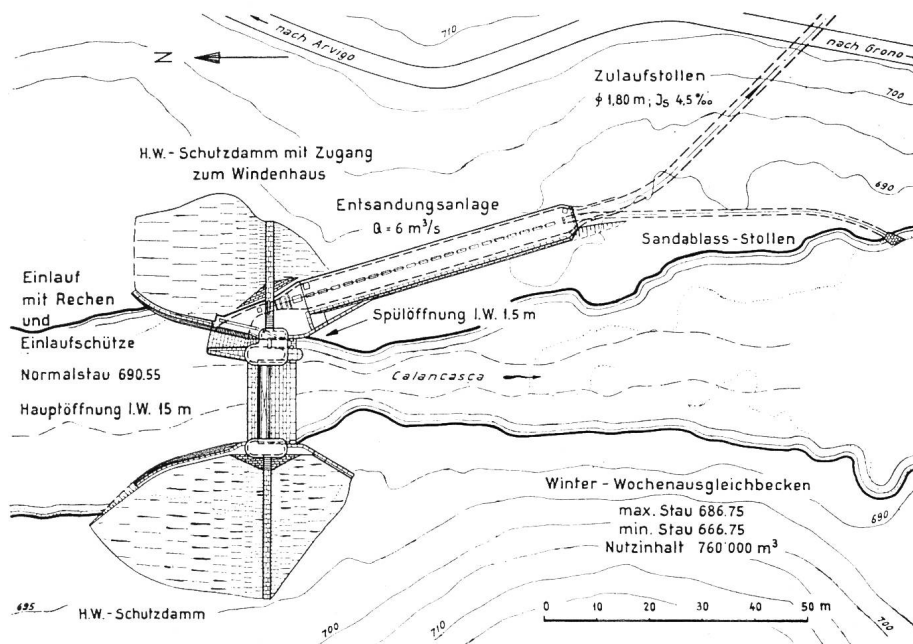 710
nach Arvigo
nach Grono
N
Zulaufstollen
ϕ 1,80 m; Js 4.5 ‰
700
H.W.-Schutzdamm mit Zugang
zum Windenhaus
690
Entsandungsanlage
Q = 6 m³/s
Sandablass-Stollen
Einlauf
mit Rechen
und
Einlaufschütze
Spülöffnung l.W. 1.5 m
Normalstau 690.55
Calancasca
Hauptöffnung l.W. 15 m
Winter-Wochenausgleichbecken
max. Stau 686.75
min. Stau 666.75
Nutzinhalt 760'000 m³
690
695
H.W.-Schutzdamm
700
710
0 10 20 30 40 50 m